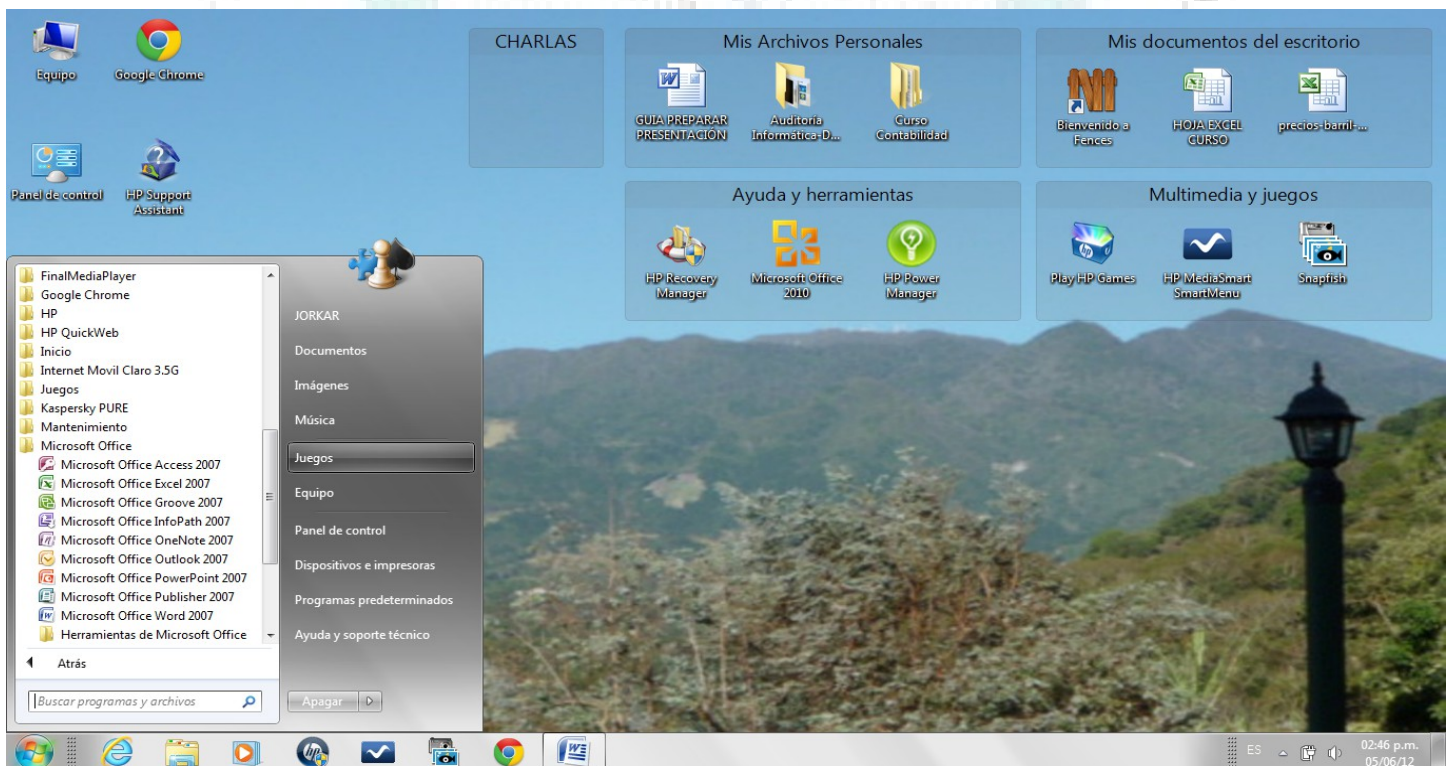 Equipo
Google Chrome
Panel de control
HP Support
Assistant
CHARLAS
Mis Archivos Personales
GUIA PREPARAR
PRESENTACIÓN
Auditoria
Informática-D...
Curso
Contabilidad
Mis documentos del escritorio
Bienvenido a
Fences
HOJA EXCEL
CURSO
precios-barril-...
Ayuda y herramientas
HP Recovery
Manager
Microsoft Office
2010
HP Power
Manager
Multimedia y juegos
Play HP Games
HP MediaSmart
SmartMenu
Snapfish
FinalMediaPlayer
Google Chrome
HP
HP QuickWeb
Inicio
Internet Movil Claro 3.5G
Juegos
Kaspersky PURE
Mantenimiento
Microsoft Office
Microsoft Office Access 2007
Microsoft Office Excel 2007
Microsoft Office Groove 2007
Microsoft Office InfoPath 2007
Microsoft Office OneNote 2007
Microsoft Office Outlook 2007
Microsoft Office PowerPoint 2007
Microsoft Office Publisher 2007
Microsoft Office Word 2007
Herramientas de Microsoft Office
Atrás
Buscar programas y archivos
JORKAR
Documentos
Imágenes
Música
Juegos
Equipo
Panel de control
Dispositivos e impresoras
Programas predeterminados
Ayuda y soporte técnico
Apagar
ES
02:46 p.m.
05/06/12